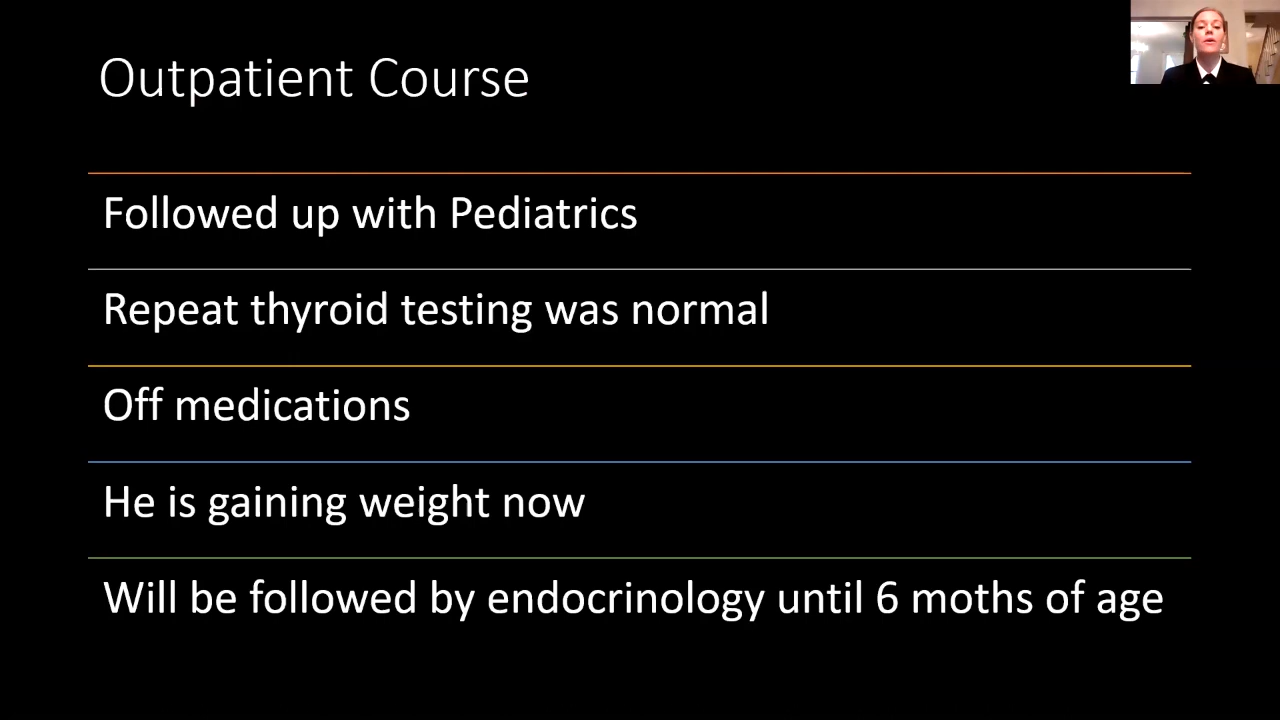 Outpatient Course
Followed up with Pediatrics
Repeat thyroid testing was normal
Off medications
He is gaining weight now
Will be followed by endocrinology until 6 moths of age